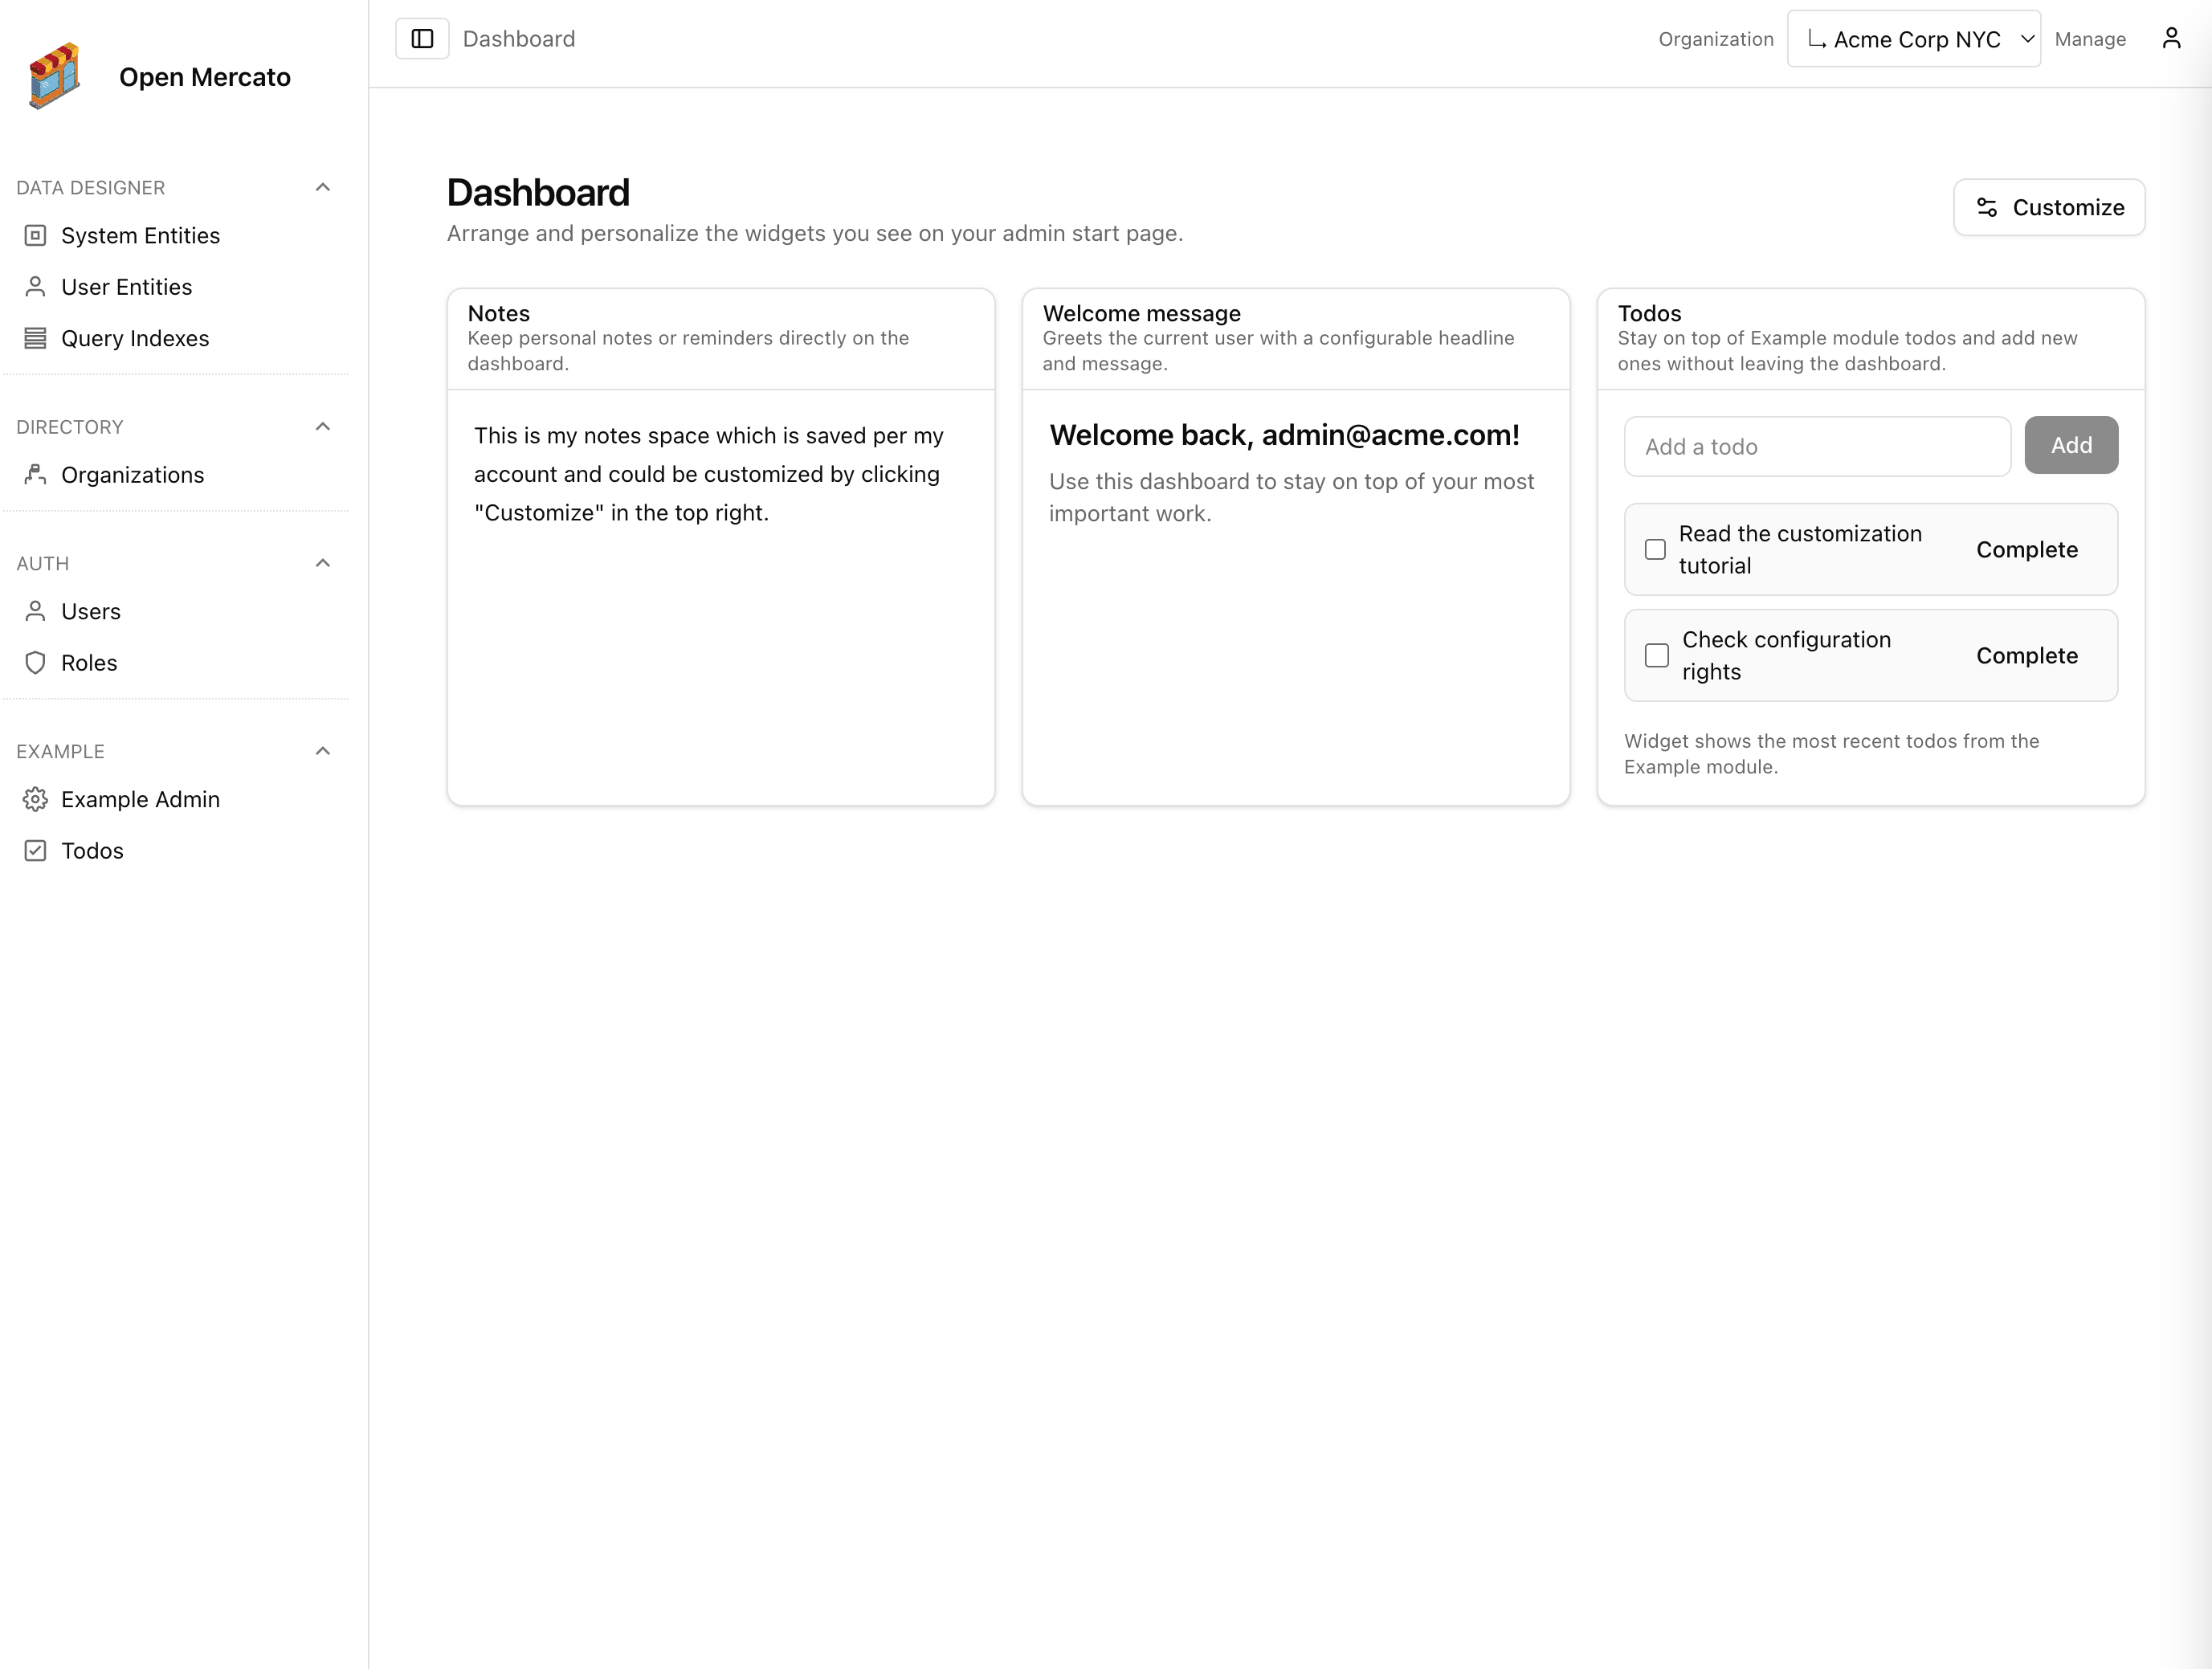 Open Mercato
DATA DESIGNER
System Entities
User Entities
Query Indexes
DIRECTORY
Organizations
AUTH
Users
Roles
EXAMPLE
Example Admin
Todos
Dashboard
Organization
Acme Corp NYC
Manage
Dashboard
Arrange and personalize the widgets you see on your admin start page.
Customize
Notes
Keep personal notes or reminders directly on the
dashboard.
This is my notes space which is saved per my
account and could be customized by clicking
"Customize" in the top right.
Welcome message
Greets the current user with a configurable headline
and message.
Welcome back, admin@acme.com!
Use this dashboard to stay on top of your most
important work.
Todos
Stay on top of Example module todos and add new
ones without leaving the dashboard.
Add a todo
Add
Read the customization
tutorial
Complete
Check configuration
rights
Complete
Widget shows the most recent todos from the
Example module.